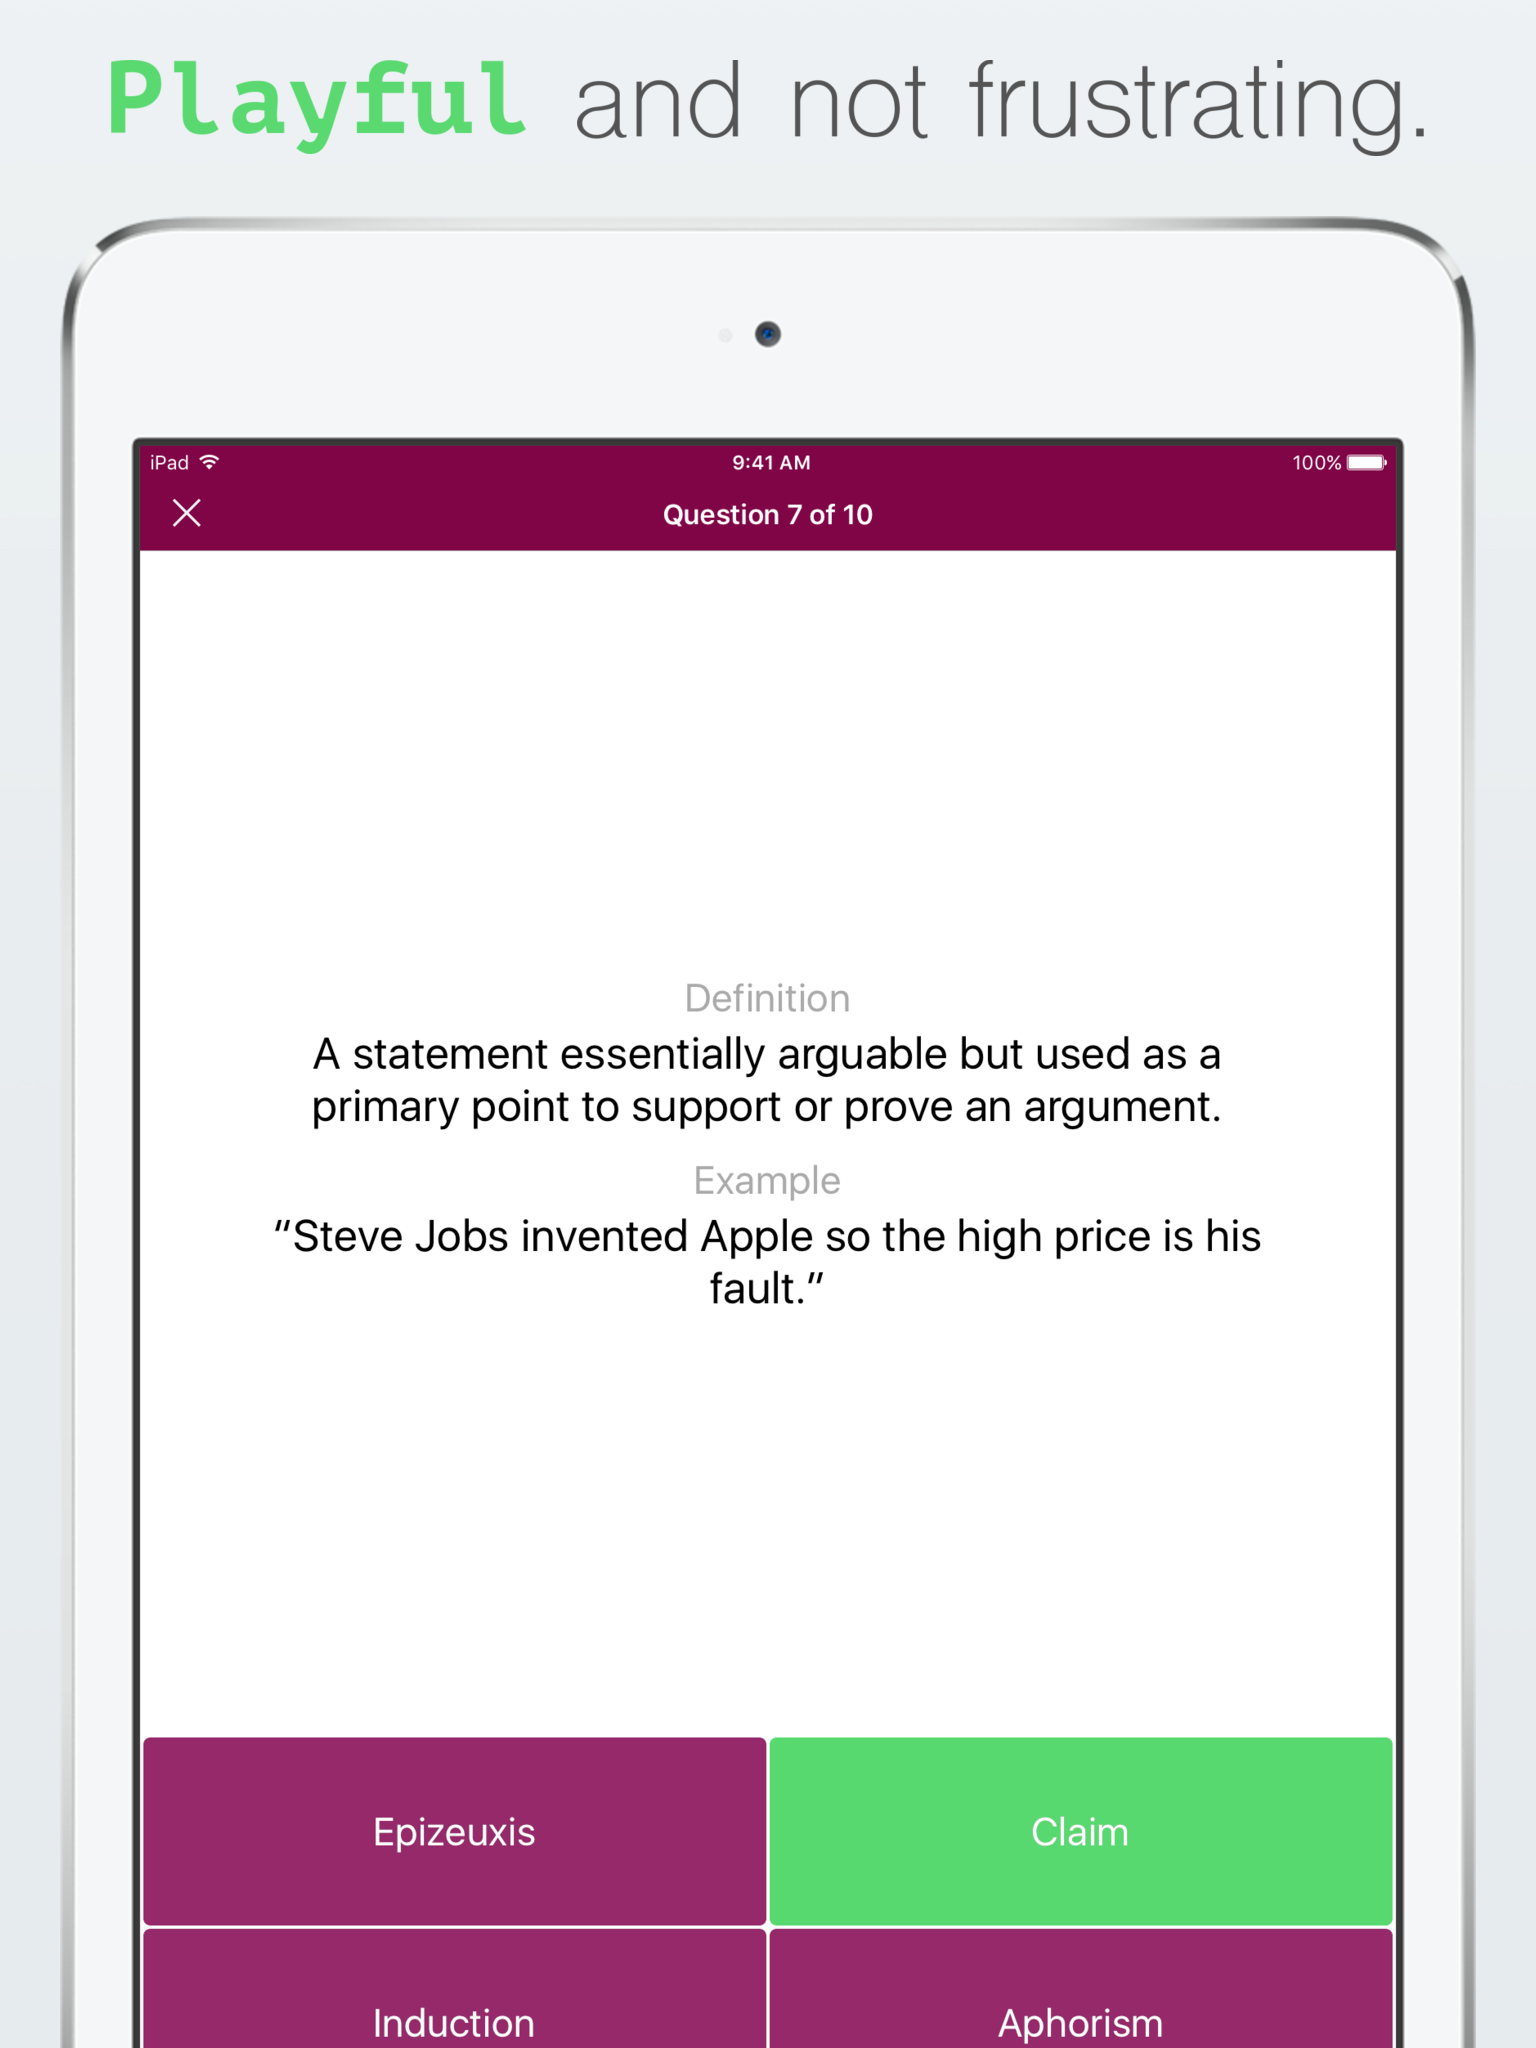 Playful and not frustrating.
iPad 9:41 AM 100%
Question 7 of 10
Definition
A statement essentially arguable but used as a
primary point to support or prove an argument.
Example
“Steve Jobs invented Apple so the high price is his
fault.”
Epizeuxis Claim
Induction Aphorism